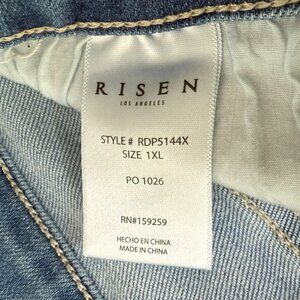 RISEN
LOS ANGELES
STYLE# RDP5144X
SIZE 1XL
PO 1026
RN#159259
HECHO EN CHINA
MADE IN CHINA